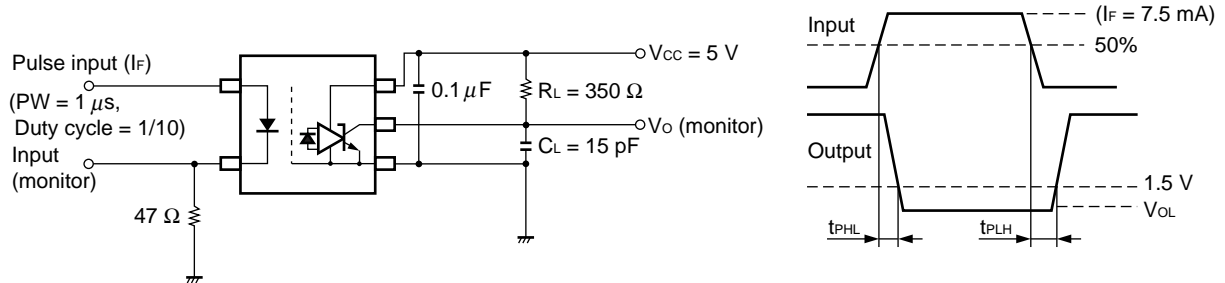 Pulse input (IF)
(PW = 1 μs,
Duty cycle = 1/10)
Input
(monitor)
47 Ω
0.1 μF
VCC = 5 V
RL = 350 Ω
VO (monitor)
CL = 15 pF
Input
(IF = 7.5 mA)
50%
Output
1.5 V
VOL
tPHL
tPLH